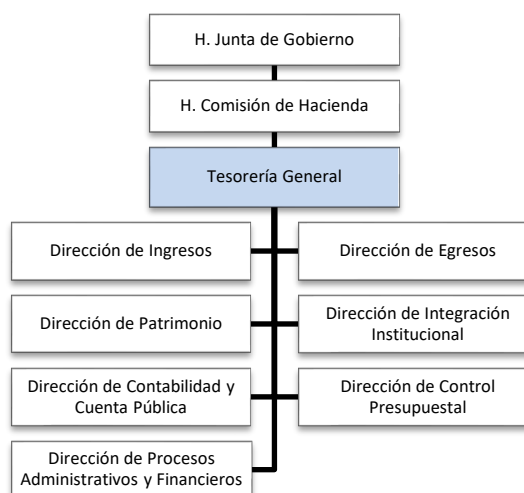 H. Junta de Gobierno
H. Comisión de Hacienda
Tesorería General
Dirección de Ingresos
Dirección de Egresos
Dirección de Patrimonio
Dirección de Integración
Institucional
Dirección de Contabilidad y
Cuenta Pública
Dirección de Control
Presupuestal
Dirección de Procesos
Administrativos y Financieros